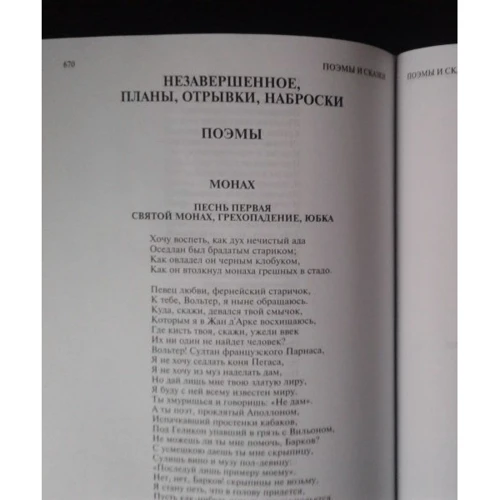 670
ПОЭМЫ И СКАЗКИ
ПОЭМЫ И СК
НЕЗАВЕРШЕННОЕ,
ПЛАНЫ, ОТРЫВКИ, НАБРОСКИ
ПОЭМЫ
МОНАХ
ПЕСНЬ ПЕРВАЯ
СВЯТОЙ МОНАХ, ГРЕХОПАДЕНИЕ, ЮБКА
Хочу воспеть, как дух нечистый ада
Оседлан был брадатым стариком;
Как овладел он черным клобуком,
Как он втолкнул монаха грешных в стадо.
Певец любви, фернейский старичок,
К тебе, Вольтер, я ныне обращаюсь.
Куда, скажи, девался твой смычок,
Которым я в Жан д'Арке восхищаюсь,
Где кисть твоя, скажи, ужели ввек
Их ни один не найдет человек?
Вольтер! Султан французского Парнаса,
Я не хочу седлать коня Пегаса,
Я не хочу из муз наделать дам,
Но дай лишь мне твою златую лиру,
Я буду с ней всему известен миру.
Ты хмуришься и говоришь: «Не дам».
А ты поэт, проклятый Аполлоном,
Испачкавший простенки кабаков,
Под Геликон упавший в грязь с Вильоном,
Не можешь ли ты мне помочь, Барков?
С усмешкою даешь ты мне скрыпицу,
Сулишь вино и музу пол-девицу:
«Последуй лишь примеру моему».
Нет, нет, Барков! скрыпицы не возьму,
Я стану петь, что в голову придется,